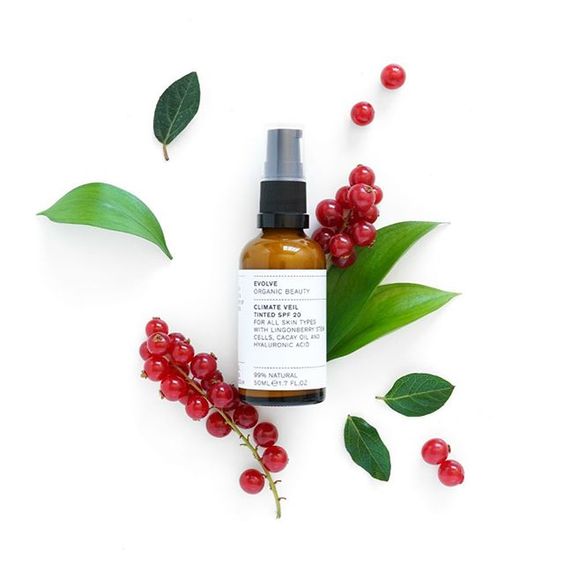 EVOLVE
ORGANIC BEAUTY
CLIMATE VEIL
TINTED SPF 20
FOR ALL SKIN TYPES
WITH LINGONBERRY STEM
CELLS, CACAY OIL AND
HYALURONIC ACID
99% NATURAL
50ML℮1.7 FL.OZ